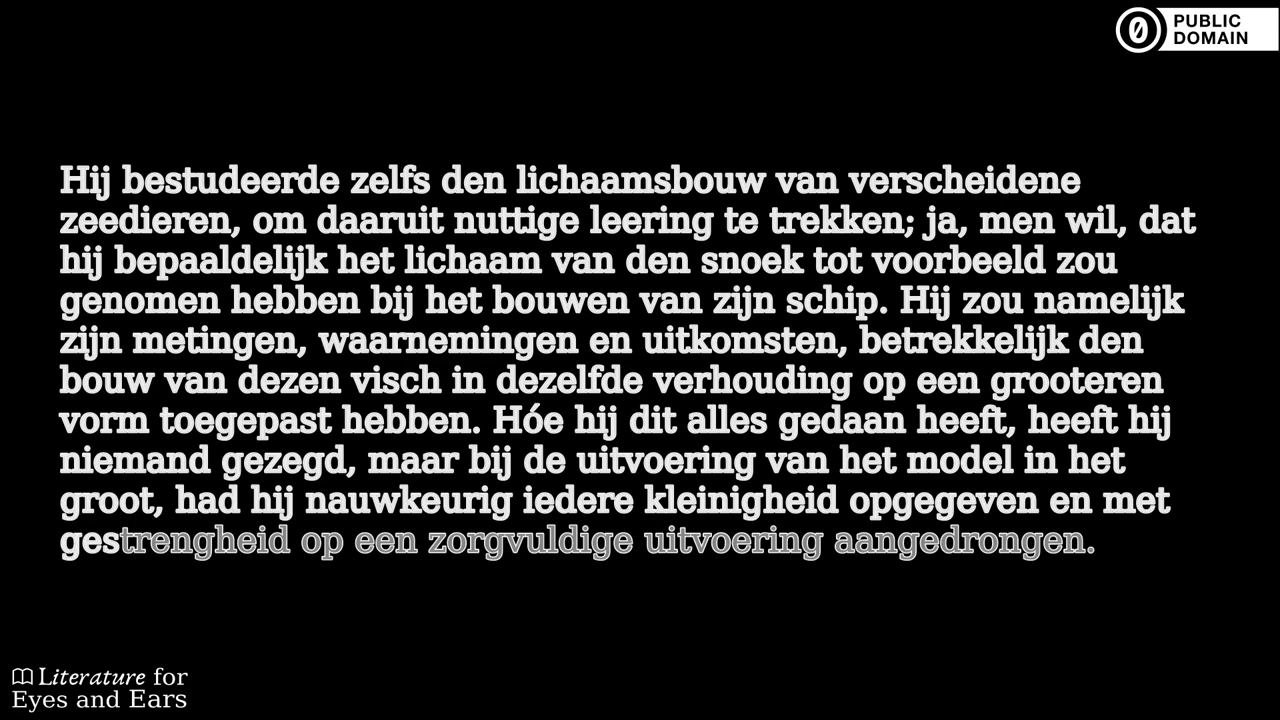 PUBLIC
DOMAIN
Hij bestudeerde zelfs den lichaamsbouw van verscheidene
zeedieren, om daaruit nuttige leering te trekken; ja, men wil, dat
hij bepaaldelijk het lichaam van den snoek tot voorbeeld zou
genomen hebben bij het bouwen van zijn schip. Hij zou namelijk
zijn metingen, waarnemingen en uitkomsten, betrekkelijk den
bouw van dezen visch in dezelfde verhouding op een grooteren
vorm toegepast hebben. Hóe hij dit alles gedaan heeft, heeft hij
niemand gezegd, maar bij de uitvoering van het model in het
groot, had hij nauwkeurig iedere kleinigheid opgegeven en met
gestrengheid op een zorgvuldige uitvoering aangedrongen.
Literature for
Eyes and Ears